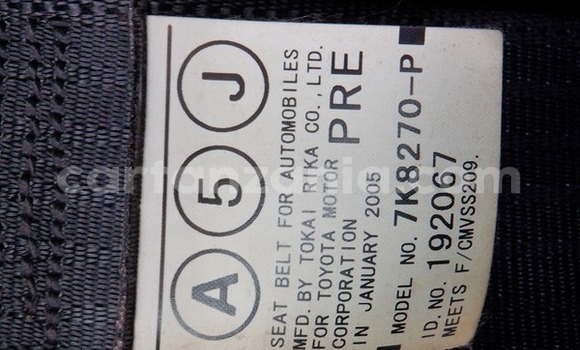 A 5 J
SEAT BELT FOR AUTOMOBILES
MFD. BY TOKAI RIKA CO., LTD.
FOR TOYOTA MOTOR
CORPORATION PRE
IN JANUARY 2005
MODEL NO. 7K8270-P
ID. NO. 192067
MEETS F/CMVSS209.
cartanzania.com